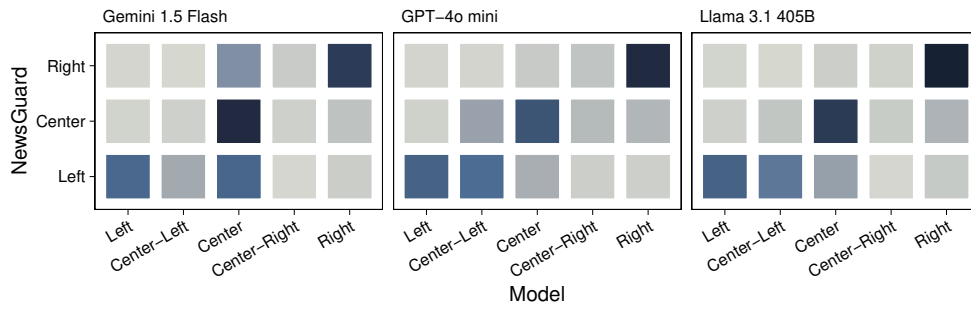 Gemini 1.5 Flash
GPT−4o mini
Llama 3.1 405B
NewsGuard
Right
Center
Left
Left
Center−Left
Center
Center−Right
Right
Left
Center−Left
Center
Center−Right
Right
Left
Center−Left
Center
Center−Right
Right
Model